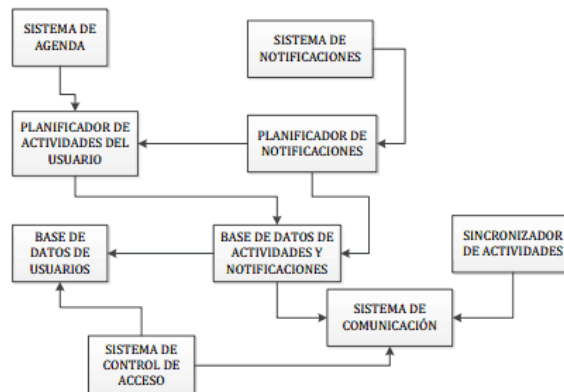 SISTEMA DE
AGENDA
SISTEMA DE
NOTIFICACIONES
PLANIFICADOR DE
ACTIVIDADES DEL
USUARIO
PLANIFICADOR DE
NOTIFICACIONES
BASE DE
DATOS DE
USUARIOS
BASE DE DATOS DE
ACTIVIDADES Y
NOTIFICACIONES
SINCRONIZADOR
DE ACTIVIDADES
SISTEMA DE
COMUNICACIÓN
SISTEMA DE
CONTROL DE
ACCESO